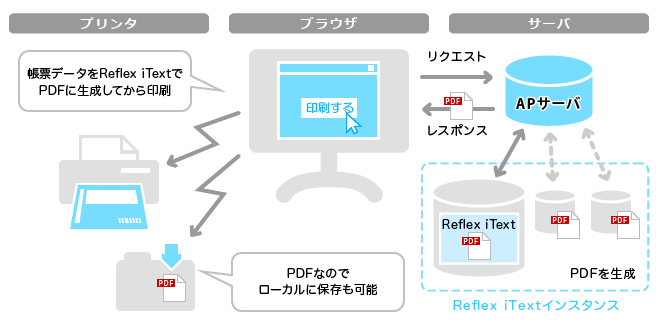 プリンタ
ブラウザ
サーバ
帳票データをReflex iTextで
PDFに生成してから印刷
印刷する
リクエスト
PDF
レスポンス
APサーバ
Reflex iText
PDF
PDF
PDF
PDFを生成
Reflex iTextインスタンス
PDF
PDFなので
ローカルに保存も可能